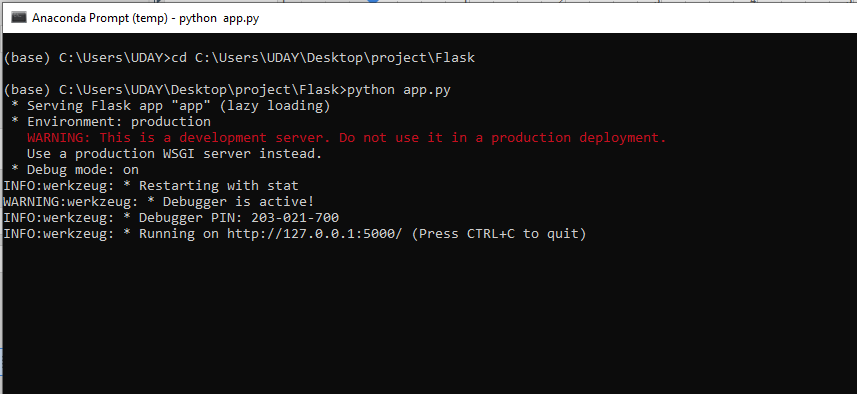 Anaconda Prompt (temp) - python  app.py
(base) C:\Users\UDAY>cd C:\Users\UDAY\Desktop\project\Flask
(base) C:\Users\UDAY\Desktop\project\Flask>python app.py
 * Serving Flask app "app" (lazy loading)
 * Environment: production
   WARNING: This is a development server. Do not use it in a production deployment.
   Use a production WSGI server instead.
 * Debug mode: on
INFO:werkzeug: * Restarting with stat
WARNING:werkzeug: * Debugger is active!
INFO:werkzeug: * Debugger PIN: 203-021-700
INFO:werkzeug: * Running on http://127.0.0.1:5000/ (Press CTRL+C to quit)